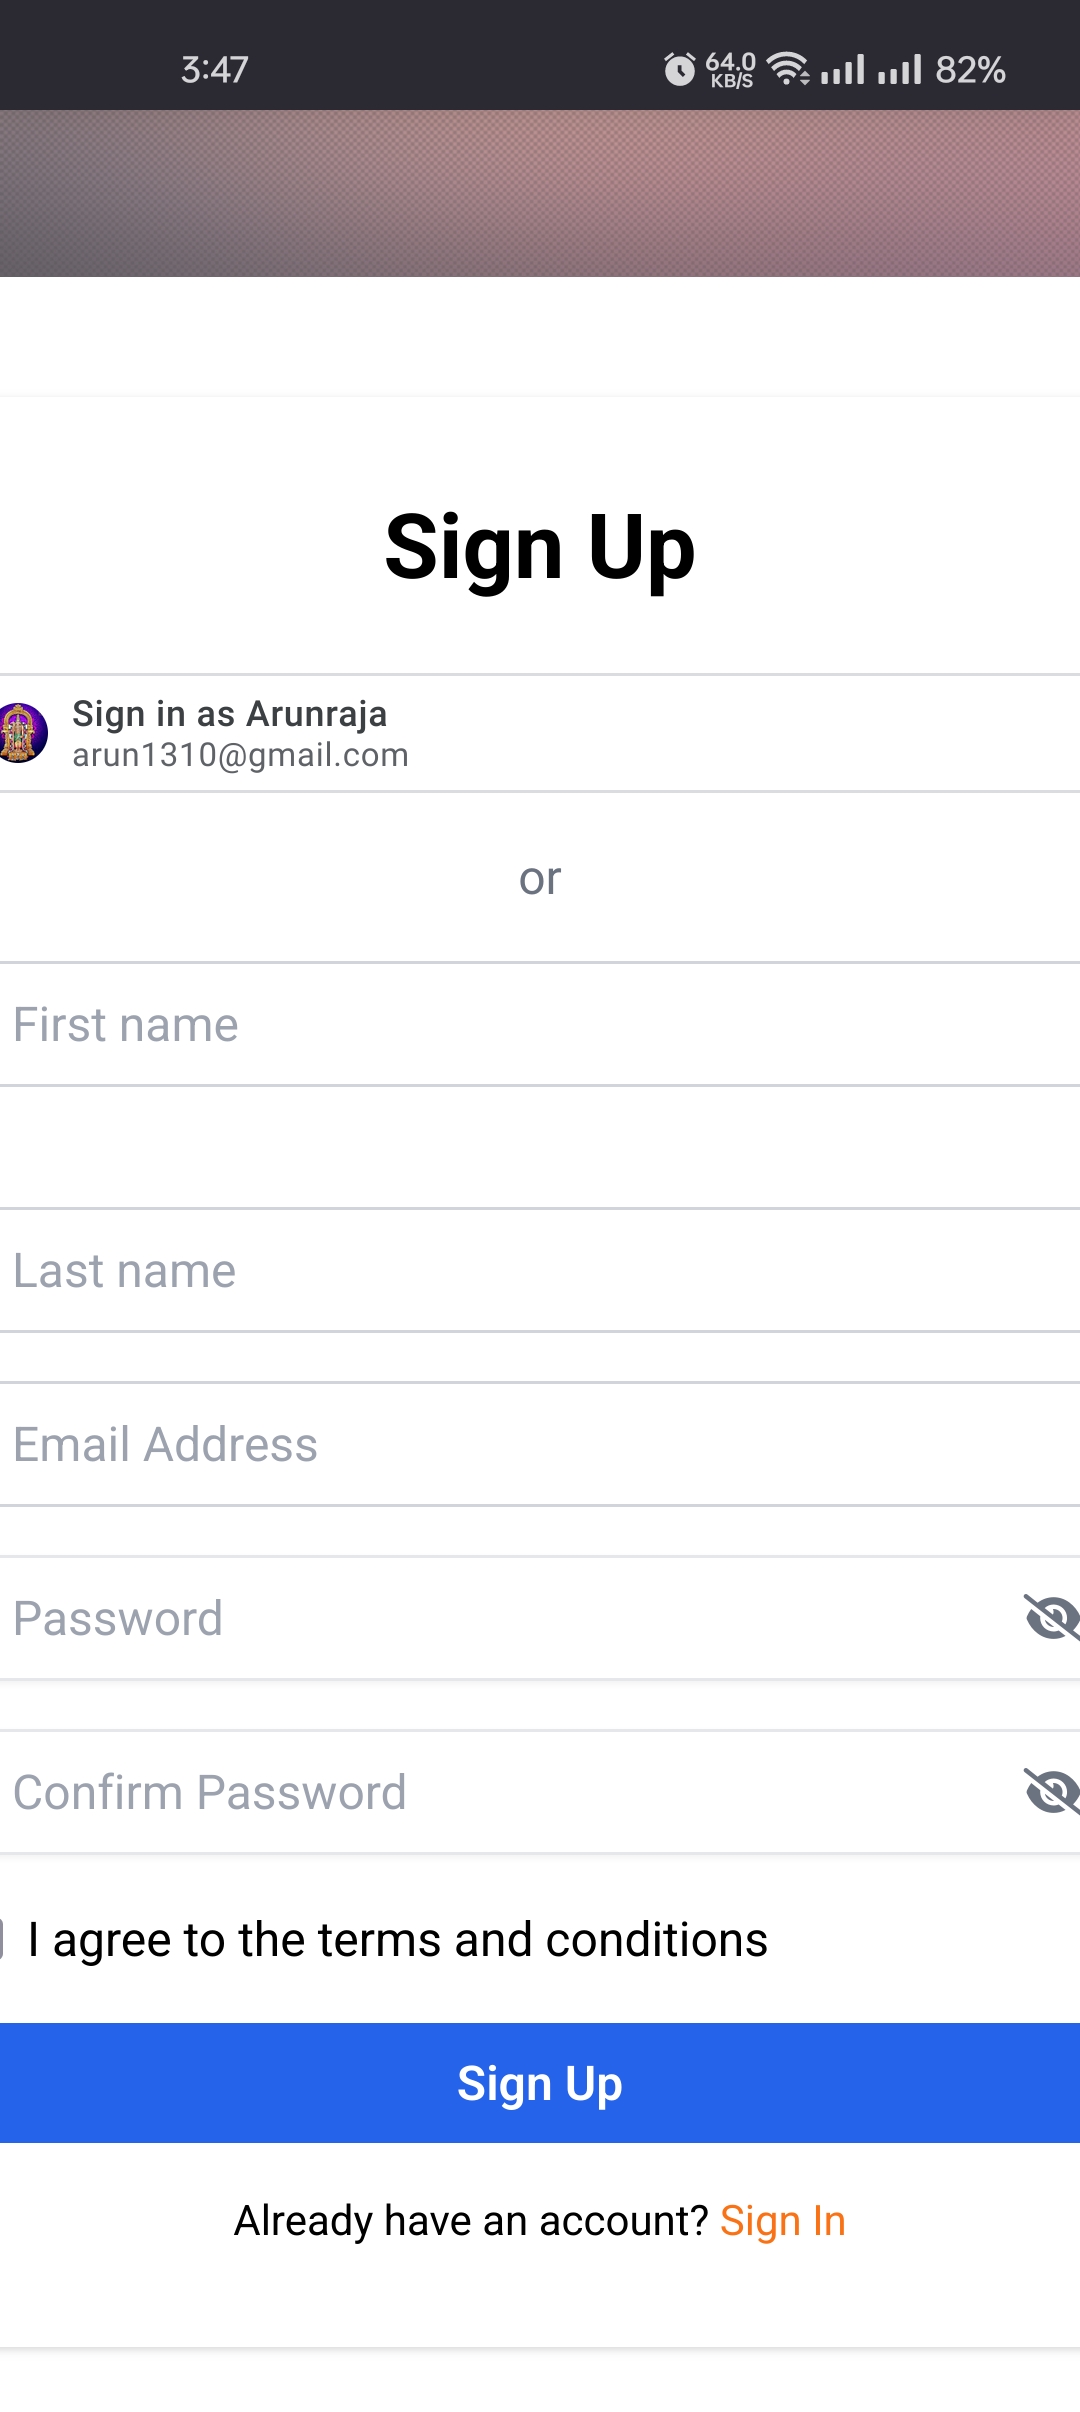 3:47
64.0
KB/S
82%
Sign Up
Sign in as Arunraja
arun1310@gmail.com
or
First name
Last name
Email Address
Password
Confirm Password
I agree to the terms and conditions
Sign Up
Already have an account? Sign In